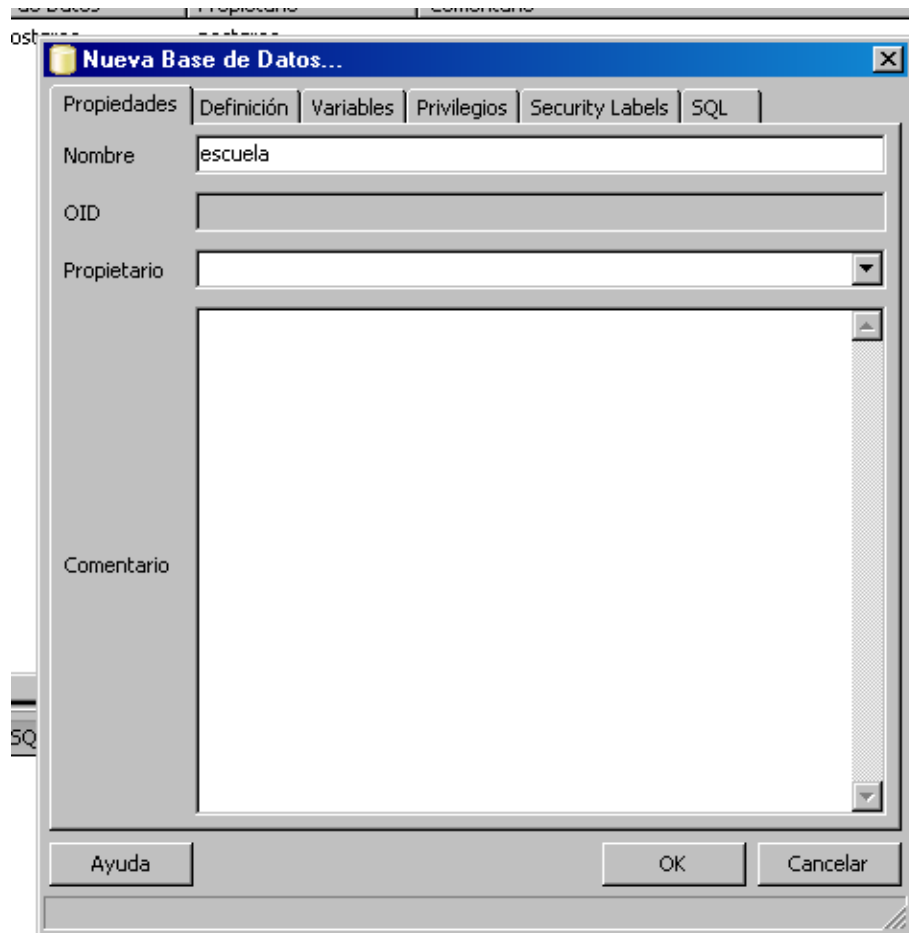 Nueva Base de Datos...
Propiedades Definición Variables Privilegios Security Labels SQL
Nombre escuela
OID
Propietario
Comentario
SQ
Ayuda OK Cancelar